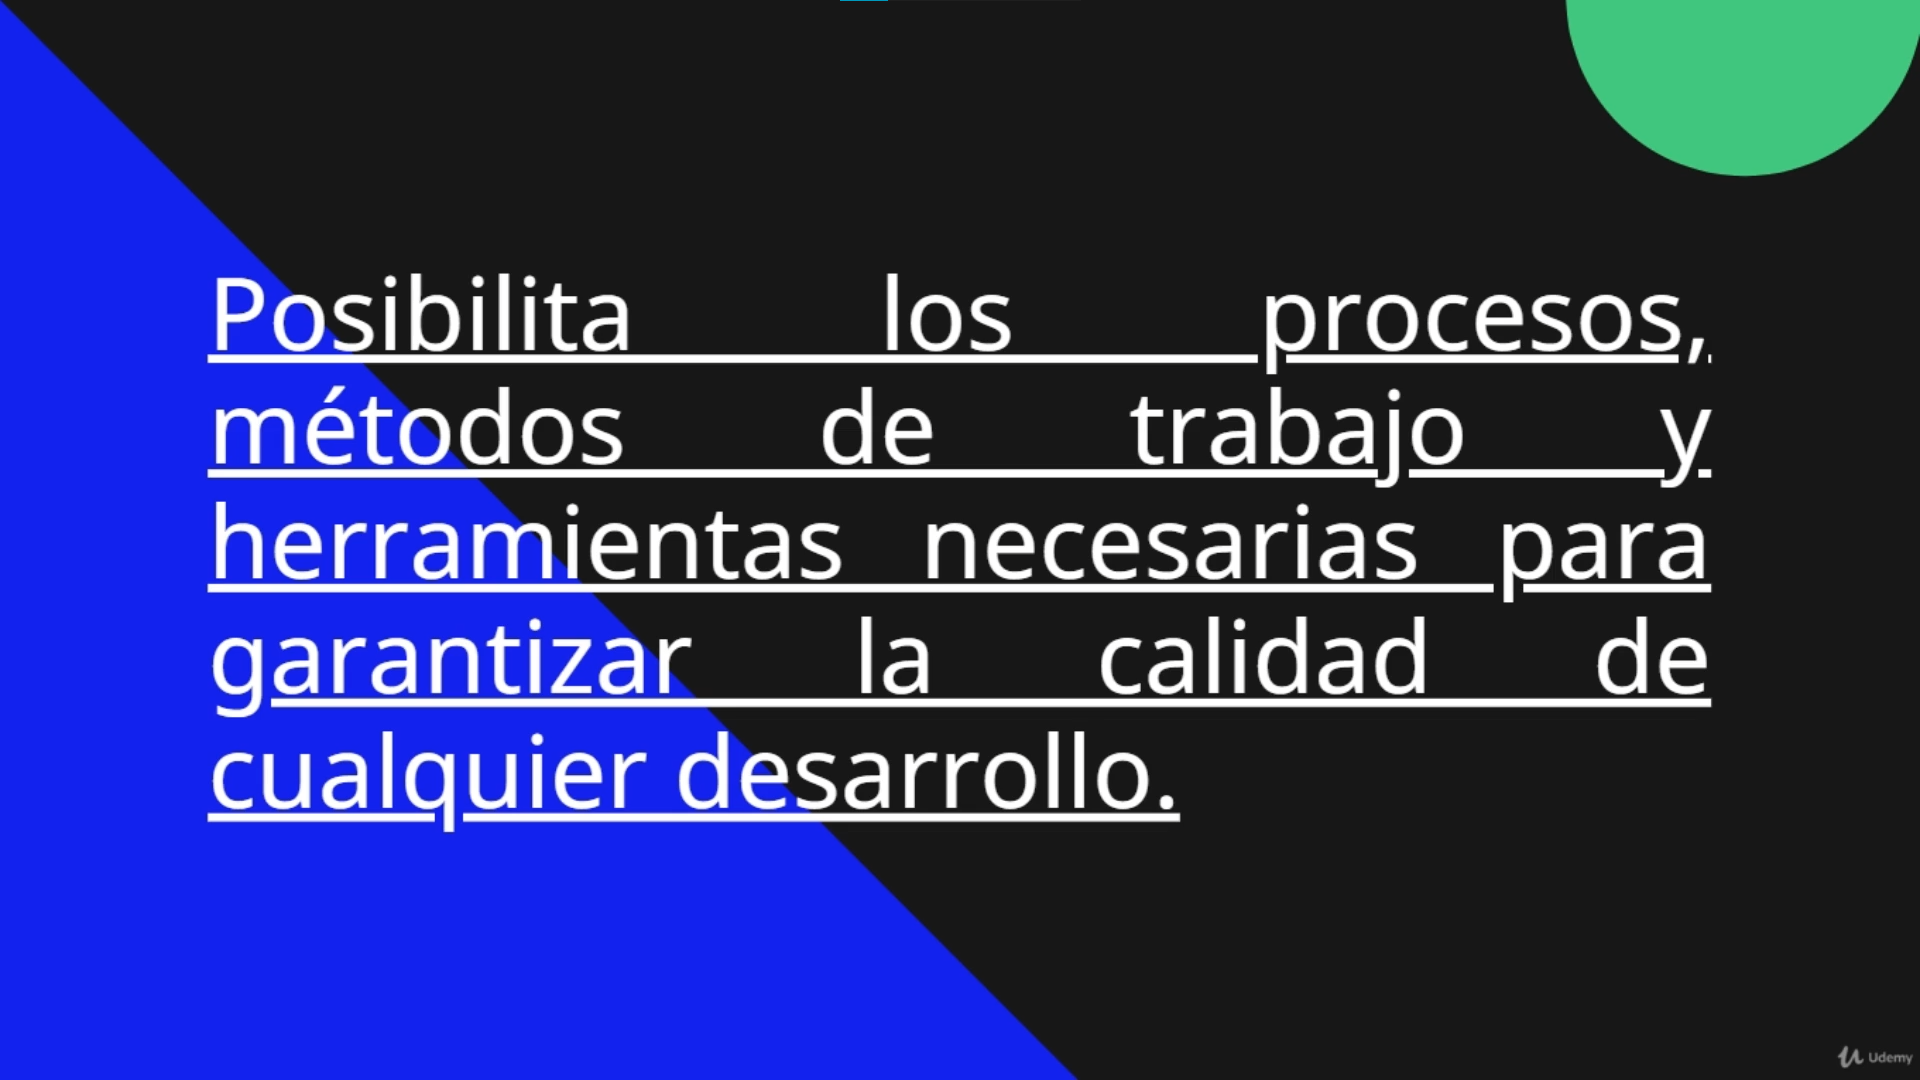 Posibilita los procesos,
métodos de trabajo y
herramientas necesarias para
garantizar la calidad de
cualquier desarrollo.
Udemy